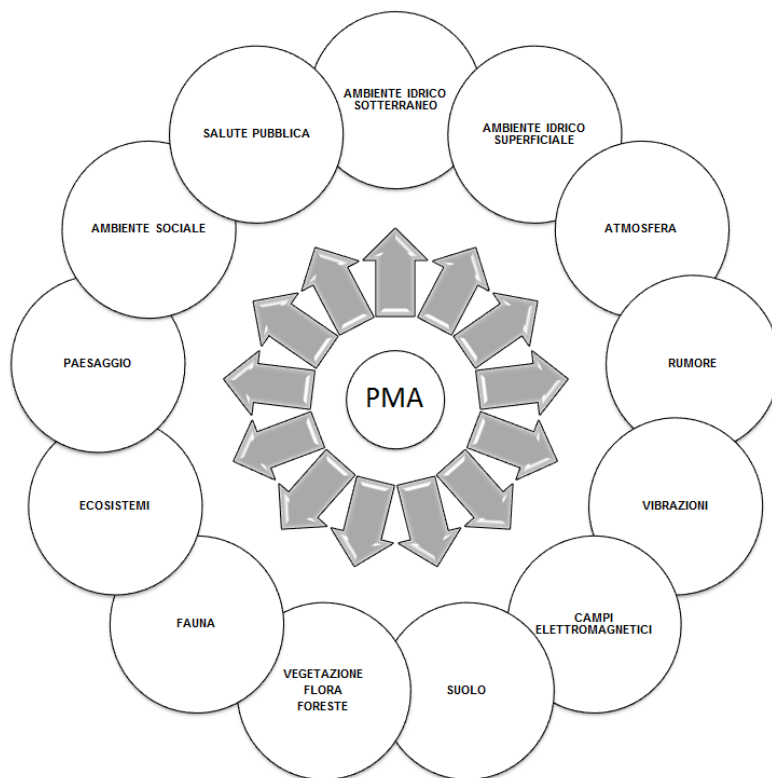 AMBIENTE IDRICO
SOTTERRANEO
AMBIENTE IDRICO
SUPERFICIALE
ATMOSFERA
RUMORE
VIBRAZIONI
CAMPI
ELETTROMAGNETICI
SUOLO
VEGETAZIONE
FLORA
FORESTE
FAUNA
ECOSISTEMI
PAESAGGIO
AMBIENTE SOCIALE
SALUTE PUBBLICA
PMA